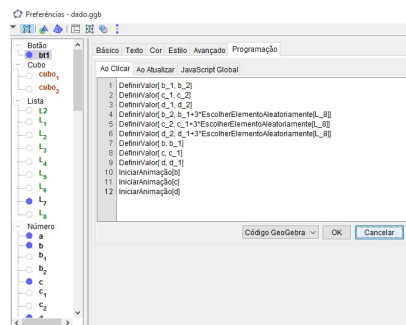 Preferências - dado.ggb
Botão
bt1
Cubo
cubo₁
cubo₂
Lista
L2
L₁
L₂
L₃
L₄
L₅
L₆
L₇
L₈
Número
a
b
b₁
b₂
c
c₁
c₂
Básico Texto Cor Estilo Avançado Programação
Ao Clicar Ao Atualizar JavaScript Global
1 DefinirValor[ b_1, b_2]
2 DefinirValor[ c_1, c_2]
3 DefinirValor[ d_1, d_2]
4 DefinirValor[ b_2, b_1+3*EscolherElementoAleatoriamente[L_8]]
5 DefinirValor[ c_2, c_1+3*EscolherElementoAleatoriamente[L_8]]
6 DefinirValor[ d_2, d_1+3*EscolherElementoAleatoriamente[L_8]]
7 DefinirValor[ b, b_1]
8 DefinirValor[ c, c_1]
9 DefinirValor[ d, d_1]
10 IniciarAnimação[b]
11 IniciarAnimação[c]
12 IniciarAnimação[d]
Código GeoGebra OK Cancelar